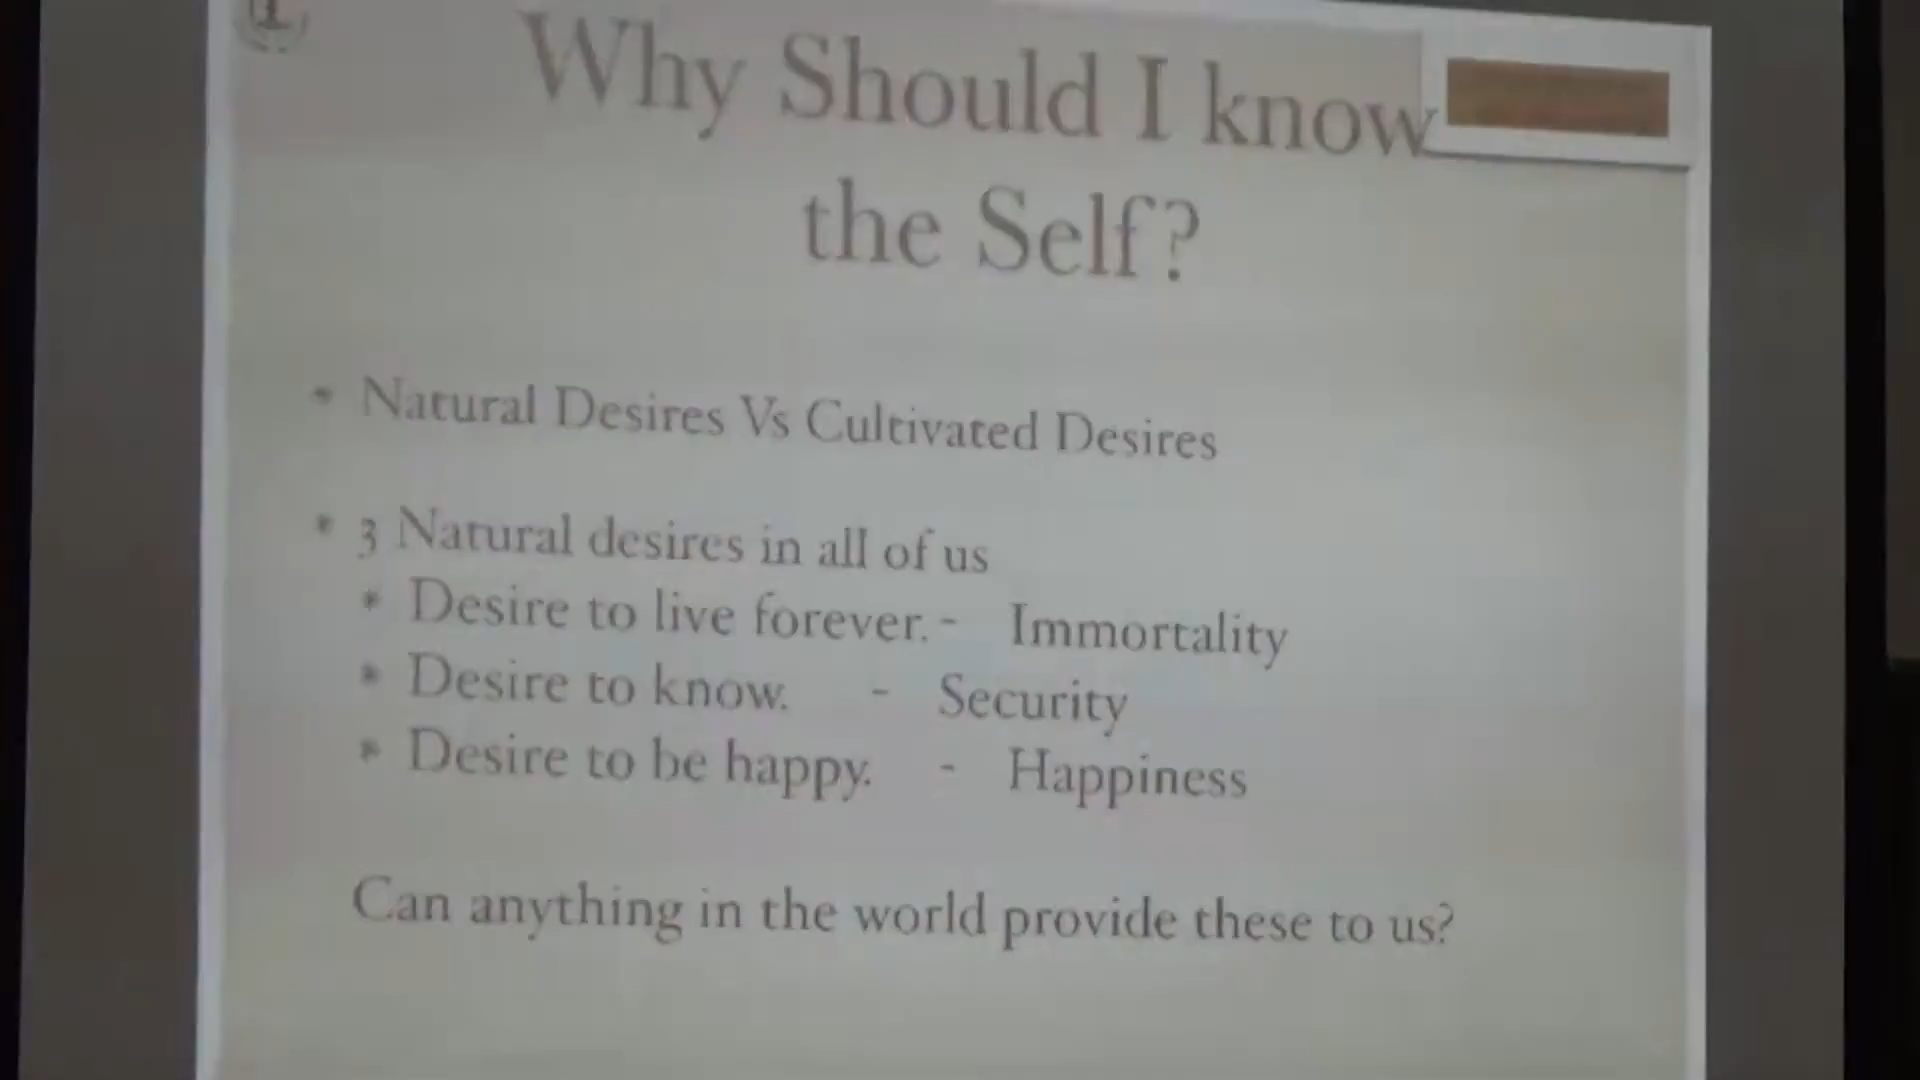 Why Should I know
the Self?
Natural Desires Vs Cultivated Desires
3 Natural desires in all of us
Desire to live forever. - Immortality
Desire to know. - Security
Desire to be happy. - Happiness
Can anything in the world provide these to us?